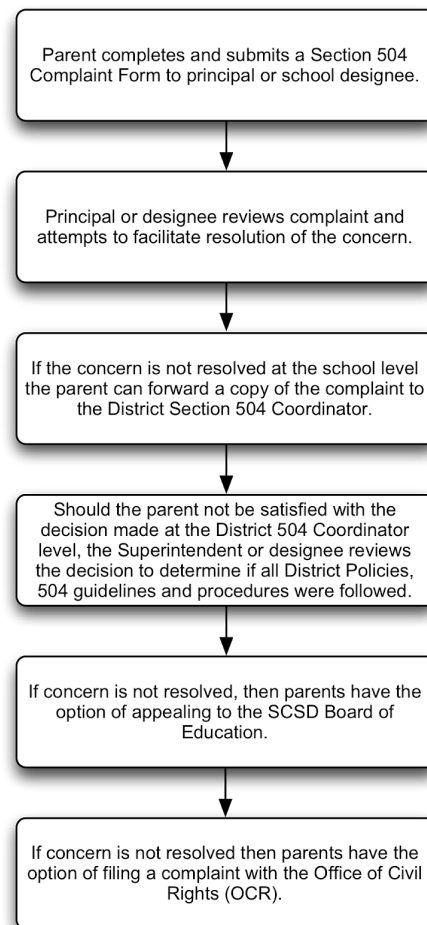 Parent completes and submits a Section 504
Complaint Form to principal or school designee.
Principal or designee reviews complaint and
attempts to facilitate resolution of the concern.
If the concern is not resolved at the school level
the parent can forward a copy of the complaint to
the District Section 504 Coordinator.
Should the parent not be satisfied with the
decision made at the District 504 Coordinator
level, the Superintendent or designee reviews
the decision to determine if all District Policies,
504 guidelines and procedures were followed.
If concern is not resolved, then parents have the
option of appealing to the SCSD Board of
Education.
If concern is not resolved then parents have the
option of filing a complaint with the Office of Civil
Rights (OCR).